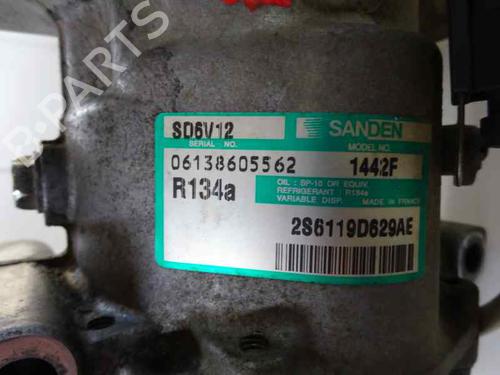 SD6V12
SANDEN
SERIAL NO.
MODEL NO.
06138605562
1442F
R134a
OIL : SP-10 OR EQUIV.
REFRIGERANT : R134a
VARIABLE DISP. MADE IN FRANCE
2S6119D629AE
B-PARTS